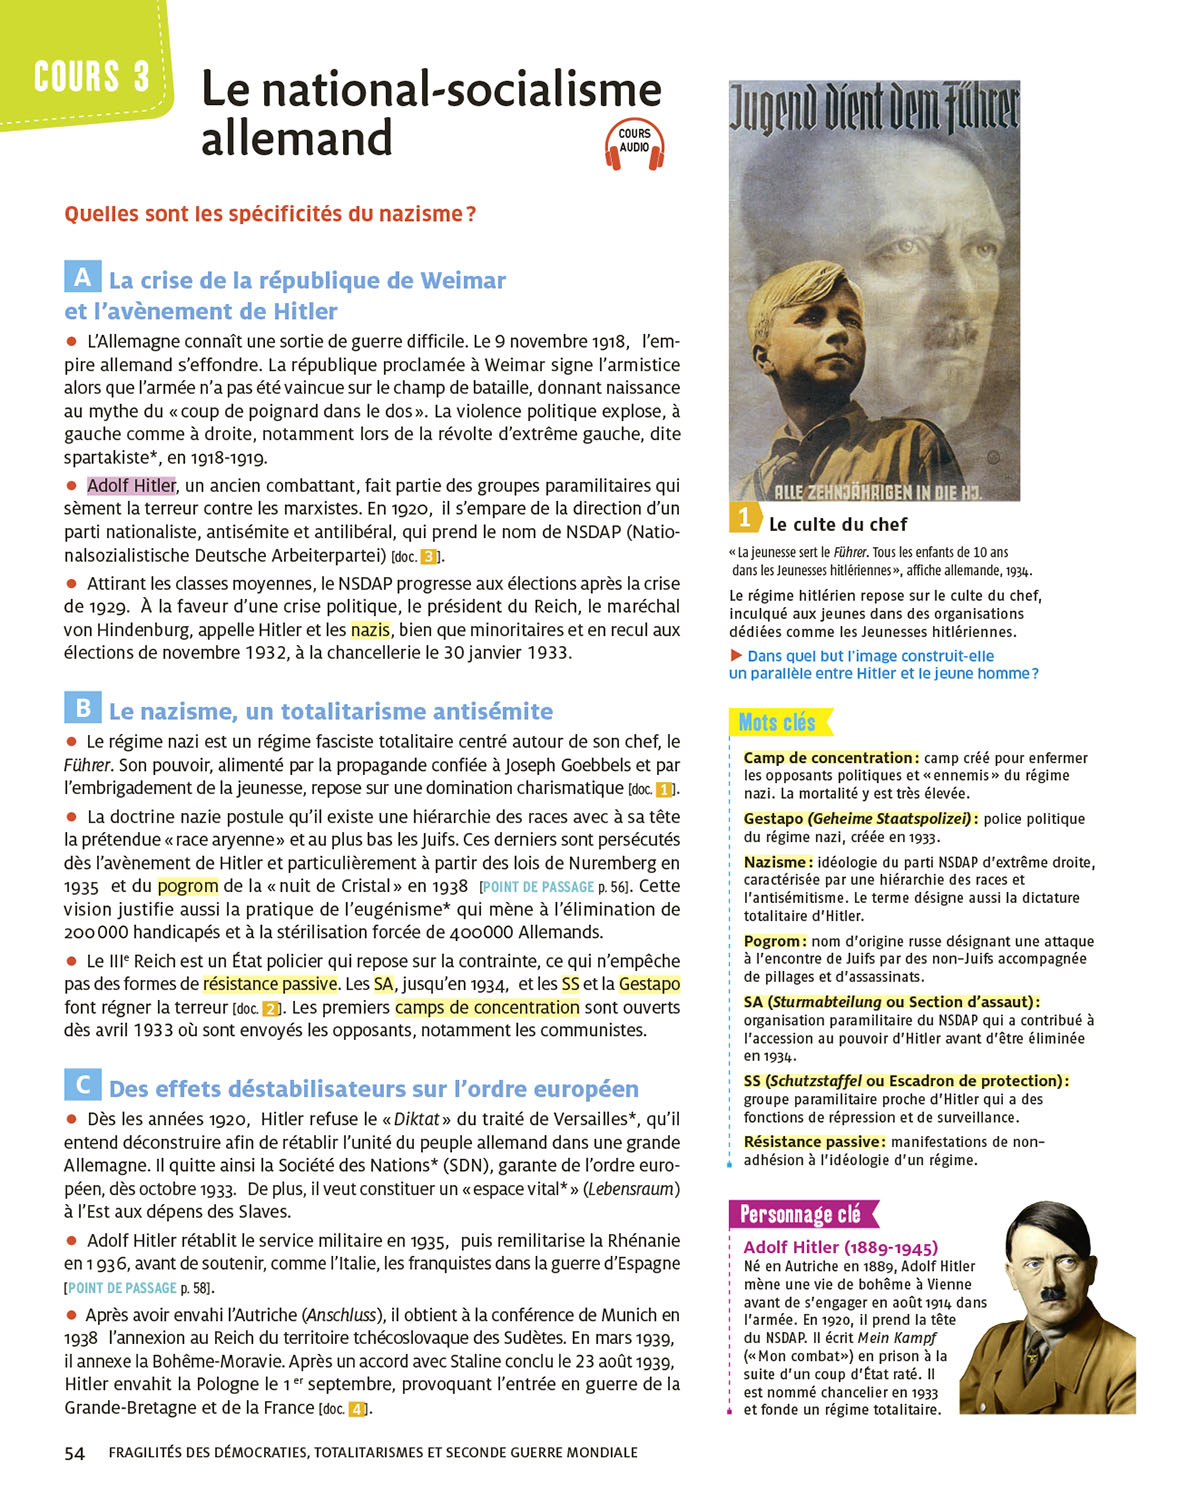 COURS 3
Le national-socialisme
allemand
COURS
AUDIO
Quelles sont les spécificités du nazisme ?
A La crise de la république de Weimar
et l'avènement de Hitler
• L'Allemagne connaît une sortie de guerre difficile. Le 9 novembre 1918, l'em-
pire allemand s'effondre. La république proclamée à Weimar signe l'armistice
alors que l'armée n'a pas été vaincue sur le champ de bataille, donnant naissance
au mythe du « coup de poignard dans le dos ». La violence politique explose, à
gauche comme à droite, notamment lors de la révolte d'extrême gauche, dite
spartakiste*, en 1918-1919.
• Adolf Hitler, un ancien combattant, fait partie des groupes paramilitaires qui
sèment la terreur contre les marxistes. En 1920, il s'empare de la direction d'un
parti nationaliste, antisémite et antilibéral, qui prend le nom de NSDAP (Natio-
nalsozialistische Deutsche Arbeiterpartei) [doc. 3].
• Attirant les classes moyennes, le NSDAP progresse aux élections après la crise
de 1929. À la faveur d'une crise politique, le président du Reich, le maréchal
von Hindenburg, appelle Hitler et les nazis, bien que minoritaires et en recul aux
élections de novembre 1932, à la chancellerie le 30 janvier 1933.
B Le nazisme, un totalitarisme antisémite
• Le régime nazi est un régime fasciste totalitaire centré autour de son chef, le
Führer. Son pouvoir, alimenté par la propagande confiée à Joseph Goebbels et par
l'embrigadement de la jeunesse, repose sur une domination charismatique [doc. 1].
• La doctrine nazie postule qu'il existe une hiérarchie des races avec à sa tête
la prétendue « race aryenne » et au plus bas les Juifs. Ces derniers sont persécutés
dès l'avènement de Hitler et particulièrement à partir des lois de Nuremberg en
1935 et du pogrom de la « nuit de Cristal » en 1938 [POINT DE PASSAGE p. 56]. Cette
vision justifie aussi la pratique de l'eugénisme* qui mène à l'élimination de
200 000 handicapés et à la stérilisation forcée de 400000 Allemands.
• Le IIIe Reich est un État policier qui repose sur la contrainte, ce qui n'empêche
pas des formes de résistance passive. Les SA, jusqu'en 1934, et les SS et la Gestapo
font régner la terreur [doc. 2]. Les premiers camps de concentration sont ouverts
dès avril 1933 où sont envoyés les opposants, notamment les communistes.
C Des effets déstabilisateurs sur l'ordre européen
• Dès les années 1920, Hitler refuse le « Diktat » du traité de Versailles*, qu'il
entend déconstruire afin de rétablir l'unité du peuple allemand dans une grande
Allemagne. Il quitte ainsi la Société des Nations* (SDN), garante de l'ordre euro-
péen, dès octobre 1933. De plus, il veut constituer un « espace vital* » (Lebensraum)
à l'Est aux dépens des Slaves.
• Adolf Hitler rétablit le service militaire en 1935, puis remilitarise la Rhénanie
en 1 936, avant de soutenir, comme l'Italie, les franquistes dans la guerre d'Espagne
[POINT DE PASSAGE p. 58].
• Après avoir envahi l'Autriche (Anschluss), il obtient à la conférence de Munich en
1938 l'annexion au Reich du territoire tchécoslovaque des Sudètes. En mars 1939,
il annexe la Bohême-Moravie. Après un accord avec Staline conclu le 23 août 1939,
Hitler envahit la Pologne le 1er septembre, provoquant l'entrée en guerre de la
Grande-Bretagne et de la France [doc. 4].
Jugend dient dem Führer
ALLE ZEHNJÄHRIGEN IN DIE HJ.
1 Le culte du chef
« La jeunesse sert le Führer. Tous les enfants de 10 ans
dans les Jeunesses hitlériennes », affiche allemande, 1934.
Le régime hitlérien repose sur le culte du chef,
inculqué aux jeunes dans des organisations
dédiées comme les Jeunesses hitlériennes.
▶ Dans quel but l'image construit-elle
un parallèle entre Hitler et le jeune homme ?
Mots clés
Camp de concentration : camp créé pour enfermer
les opposants politiques et « ennemis » du régime
nazi. La mortalité y est très élevée.
Gestapo (Geheime Staatspolizei) : police politique
du régime nazi, créée en 1933.
Nazisme : idéologie du parti NSDAP d'extrême droite,
caractérisée par une hiérarchie des races et
l'antisémitisme. Le terme désigne aussi la dictature
totalitaire d'Hitler.
Pogrom : nom d'origine russe désignant une attaque
à l'encontre de Juifs par des non-Juifs accompagnée
de pillages et d'assassinats.
SA (Sturmabteilung ou Section d'assaut) :
organisation paramilitaire du NSDAP qui a contribué à
l'accession au pouvoir d'Hitler avant d'être éliminée
en 1934.
SS (Schutzstaffel ou Escadron de protection) :
groupe paramilitaire proche d'Hitler qui a des
fonctions de répression et de surveillance.
Résistance passive : manifestations de non-
adhésion à l'idéologie d'un régime.
Personnage clé
Adolf Hitler (1889-1945)
Né en Autriche en 1889, Adolf Hitler
mène une vie de bohême à Vienne
avant de s'engager en août 1914 dans
l'armée. En 1920, il prend la tête
du NSDAP. Il écrit Mein Kampf
(« Mon combat ») en prison à la
suite d'un coup d'État raté. Il
est nommé chancelier en 1933
et fonde un régime totalitaire.
54 FRAGILITÉS DES DÉMOCRATIES, TOTALITARISMES ET SECONDE GUERRE MONDIALE